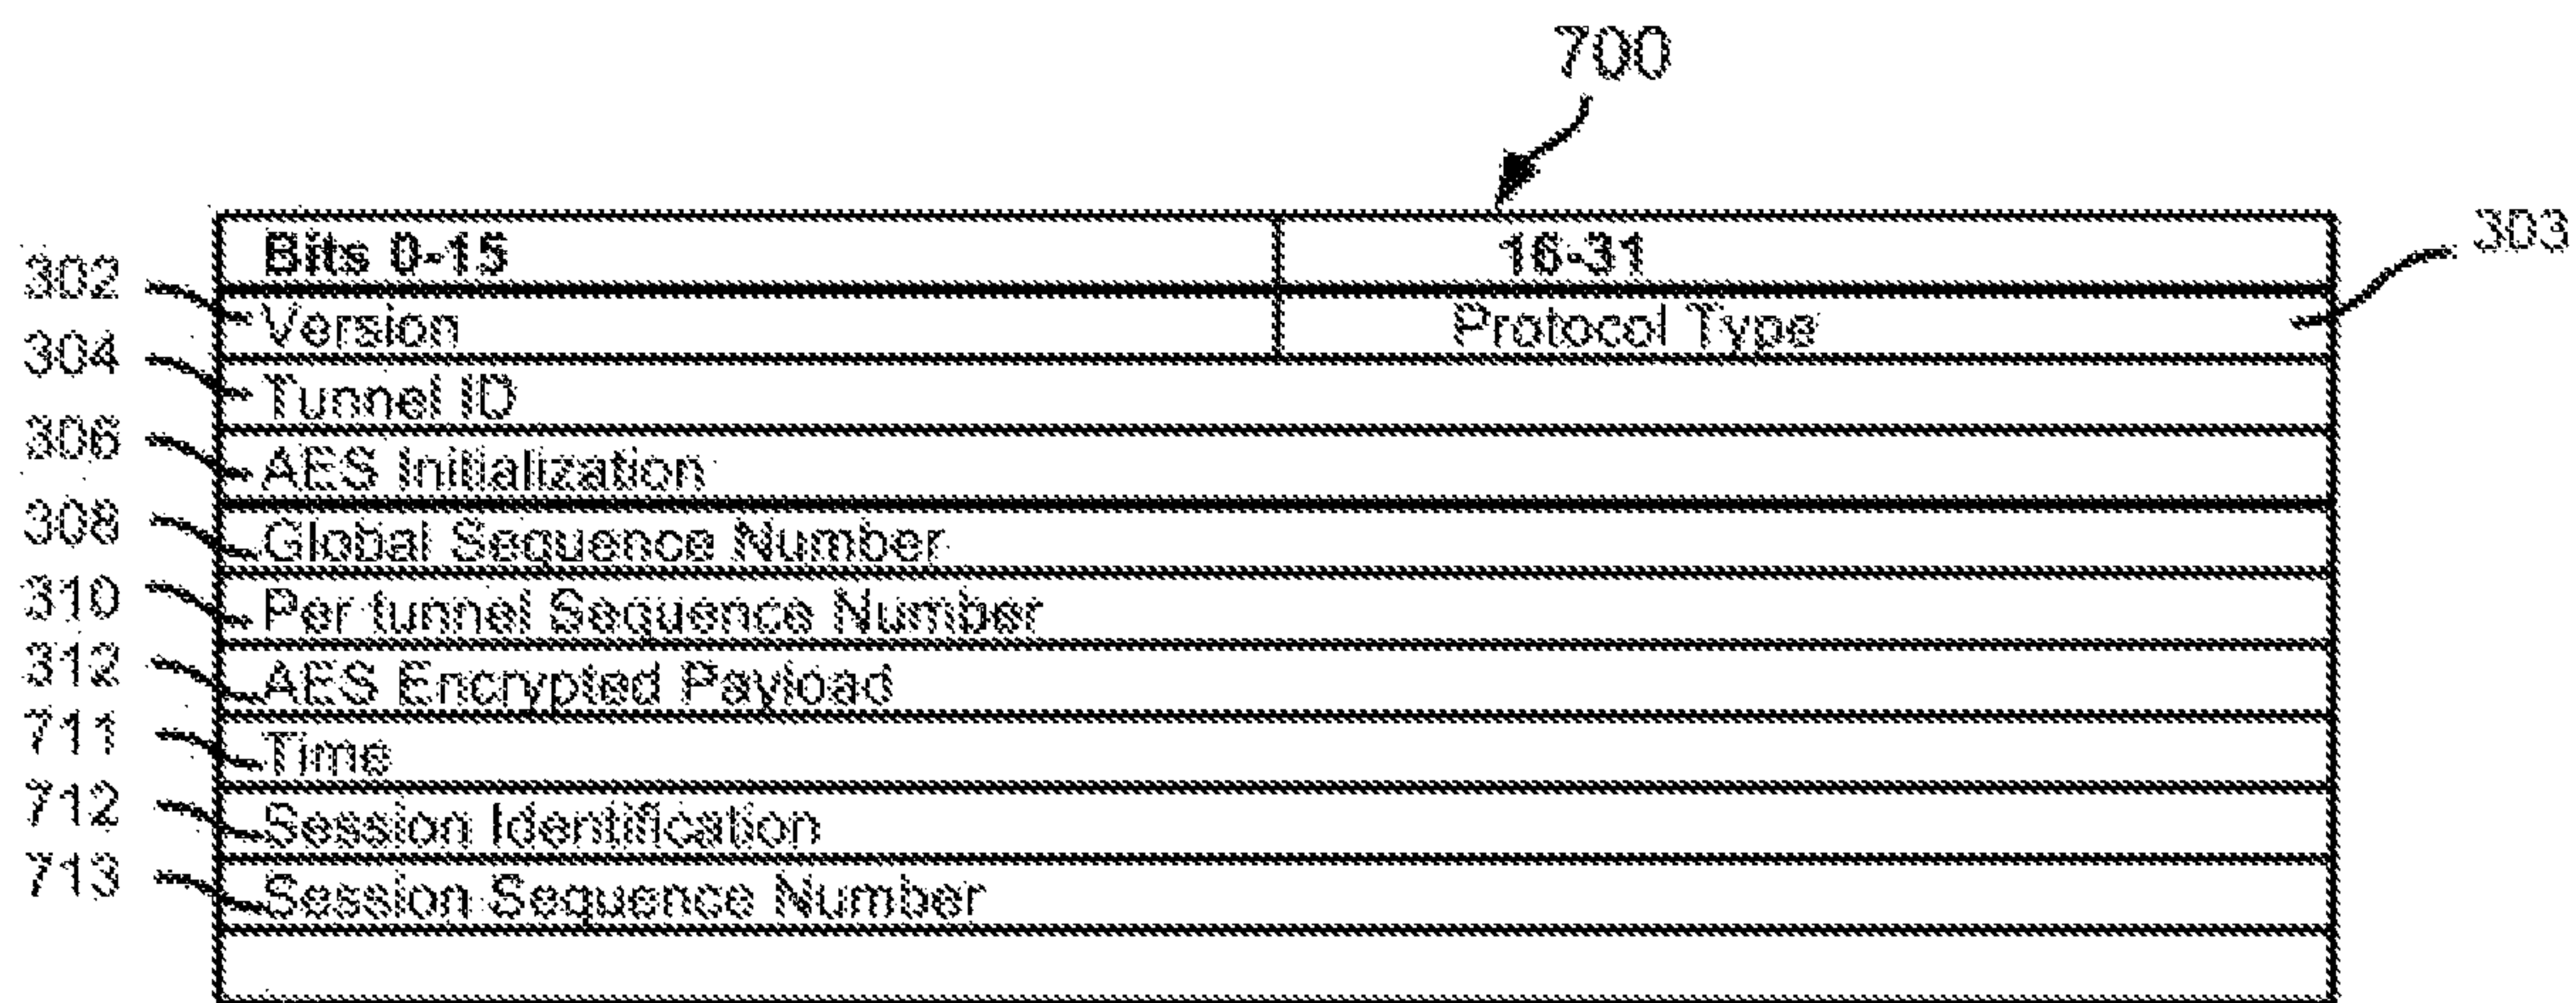 700
Bits 0-15 16-31
303
302
Version Protocol Type
304
Tunnel ID
306
AES Initialization
308
Global Sequence Number
310
Per tunnel Sequence Number
312
AES Encrypted Payload
711
Time
712
Session Identification
713
Session Sequence Number